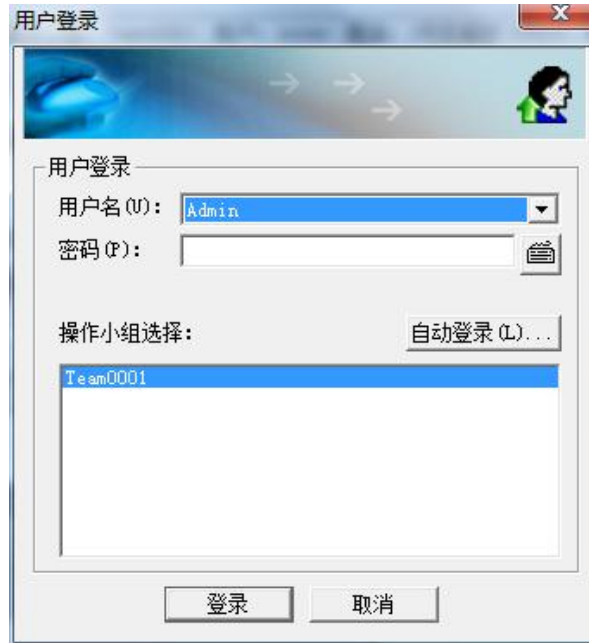 用户登录
用户登录
用户名(U): Admin
密码(P):
操作小组选择: 自动登录(L)...
Team0001
登录 取消